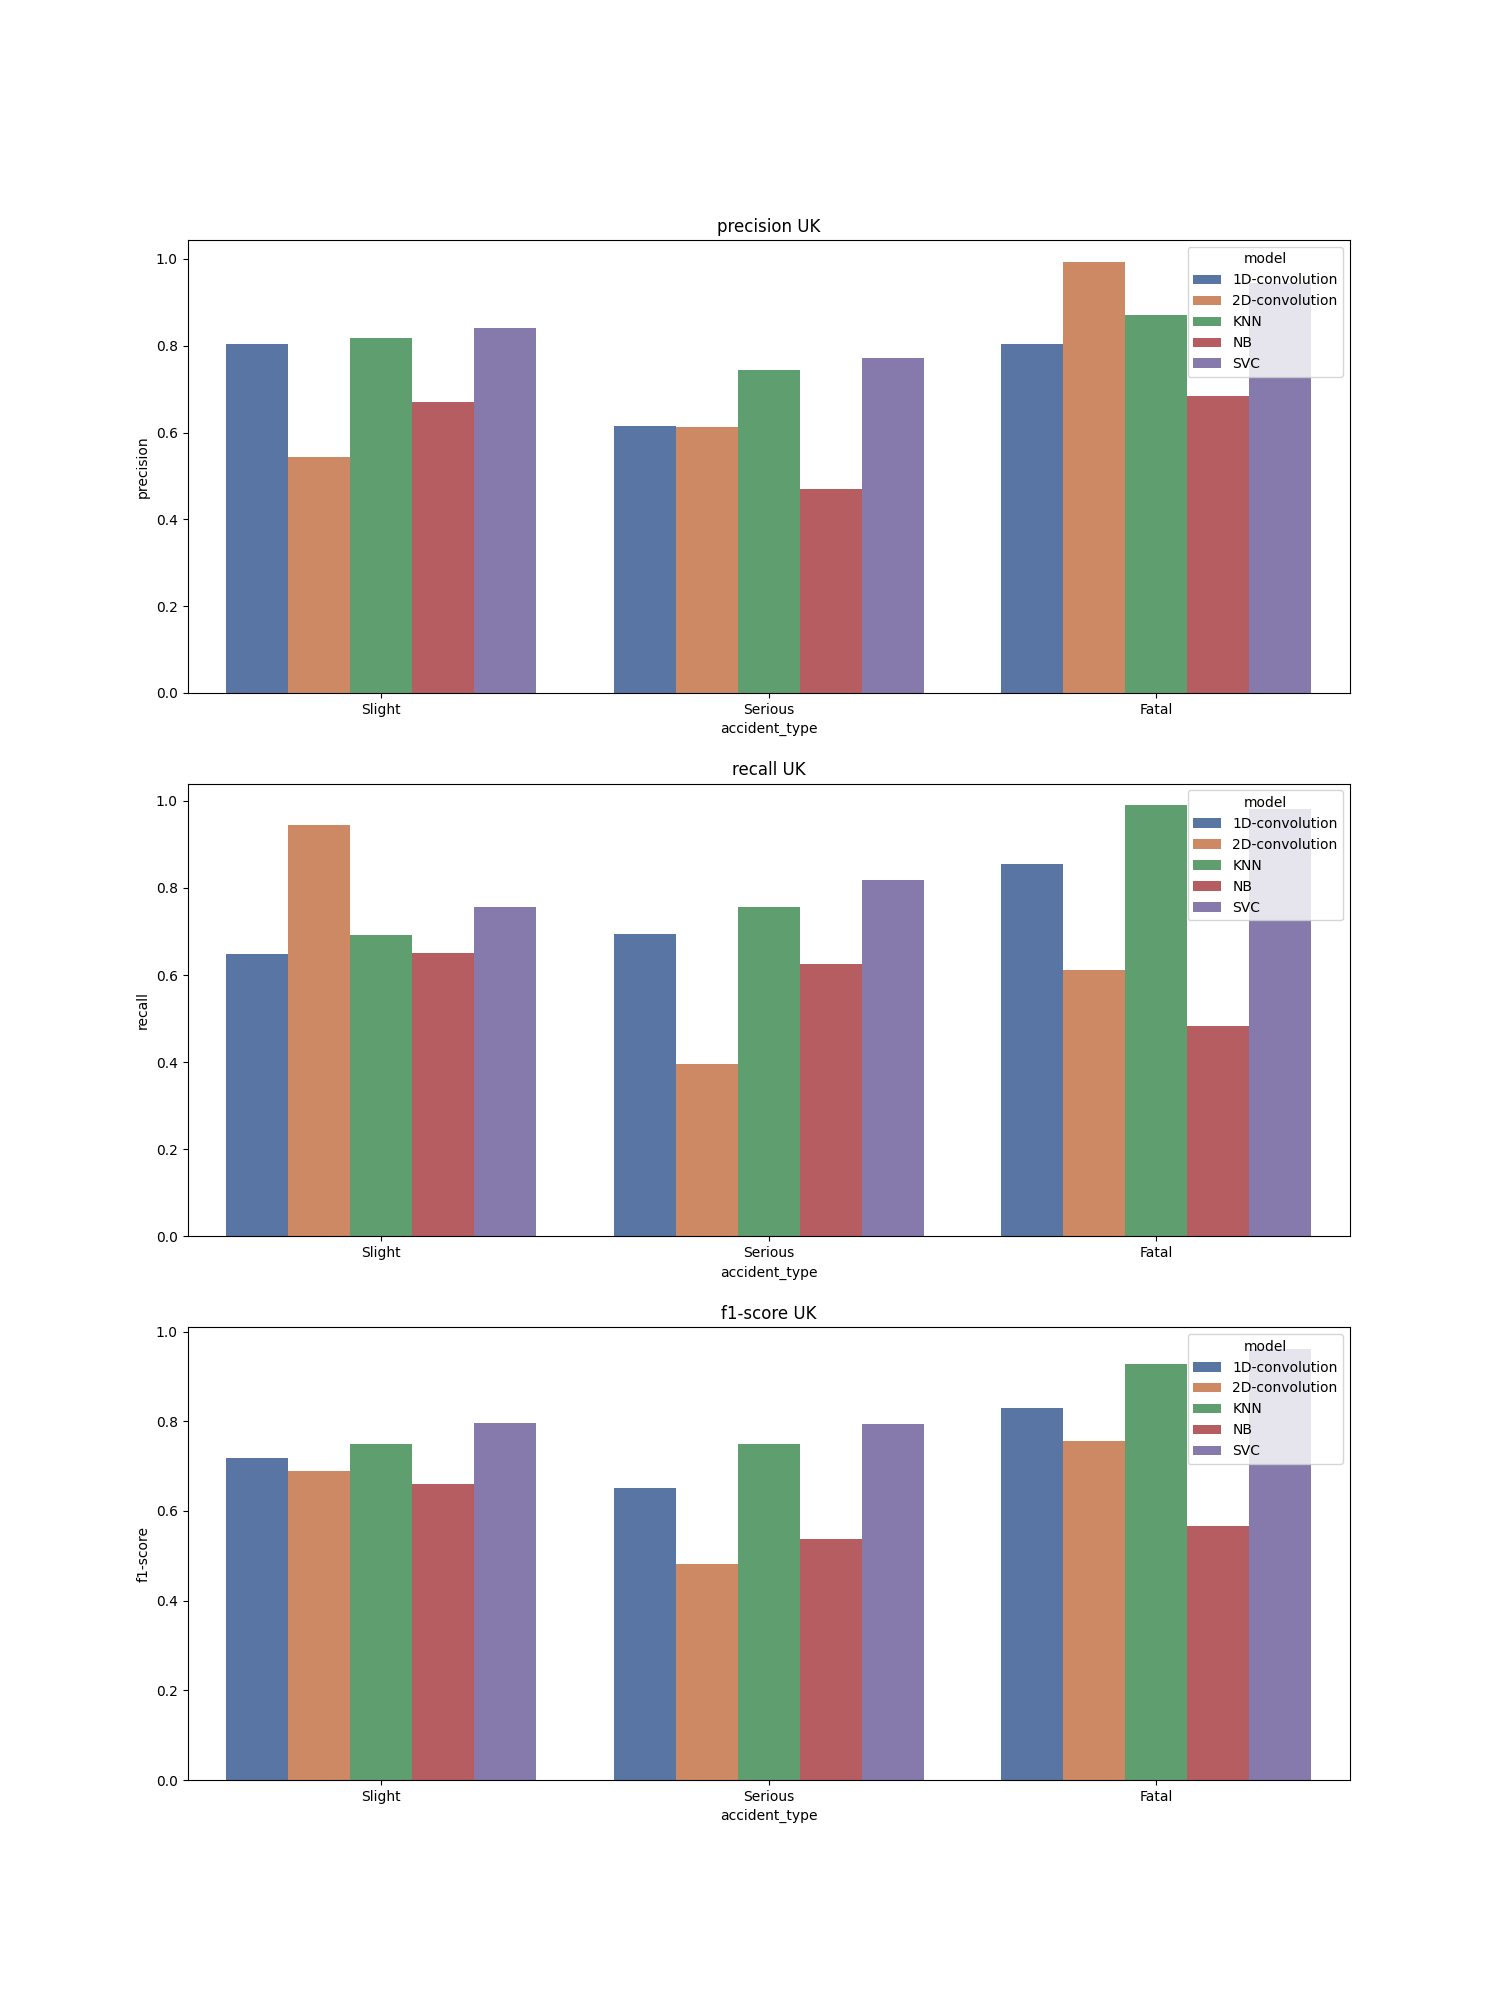 precision UK
1.0
0.8
0.6
0.4
0.2
0.0
precision
model
1D-convolution
2D-convolution
KNN
NB
SVC
Slight Serious Fatal
accident_type
recall UK
1.0
0.8
0.6
0.4
0.2
0.0
recall
model
1D-convolution
2D-convolution
KNN
NB
SVC
Slight Serious Fatal
accident_type
f1-score UK
1.0
0.8
0.6
0.4
0.2
0.0
f1-score
model
1D-convolution
2D-convolution
KNN
NB
SVC
Slight Serious Fatal
accident_type